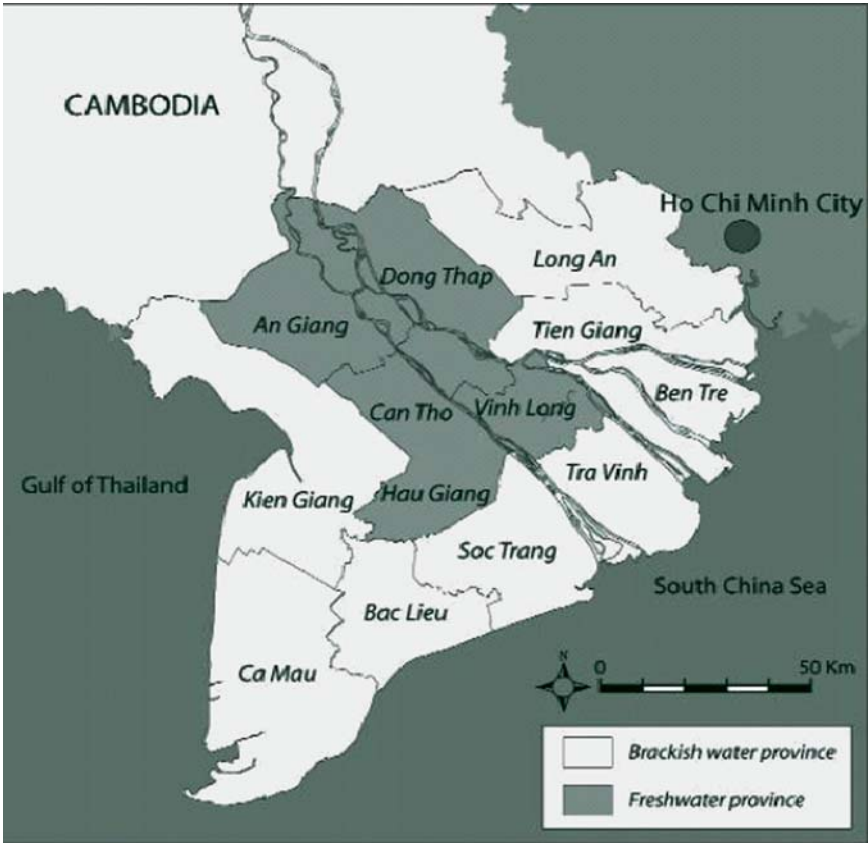 CAMBODIA
Ho Chi Minh City
Long An
Dong Thap
An Giang
Tien Giang
Ben Tre
Can Tho
Vinh Long
Tra Vinh
Gulf of Thailand
Kien Giang
Hau Giang
Soc Trang
South China Sea
Bac Lieu
Ca Mau
N
0 50 Km
Brackish water province
Freshwater province